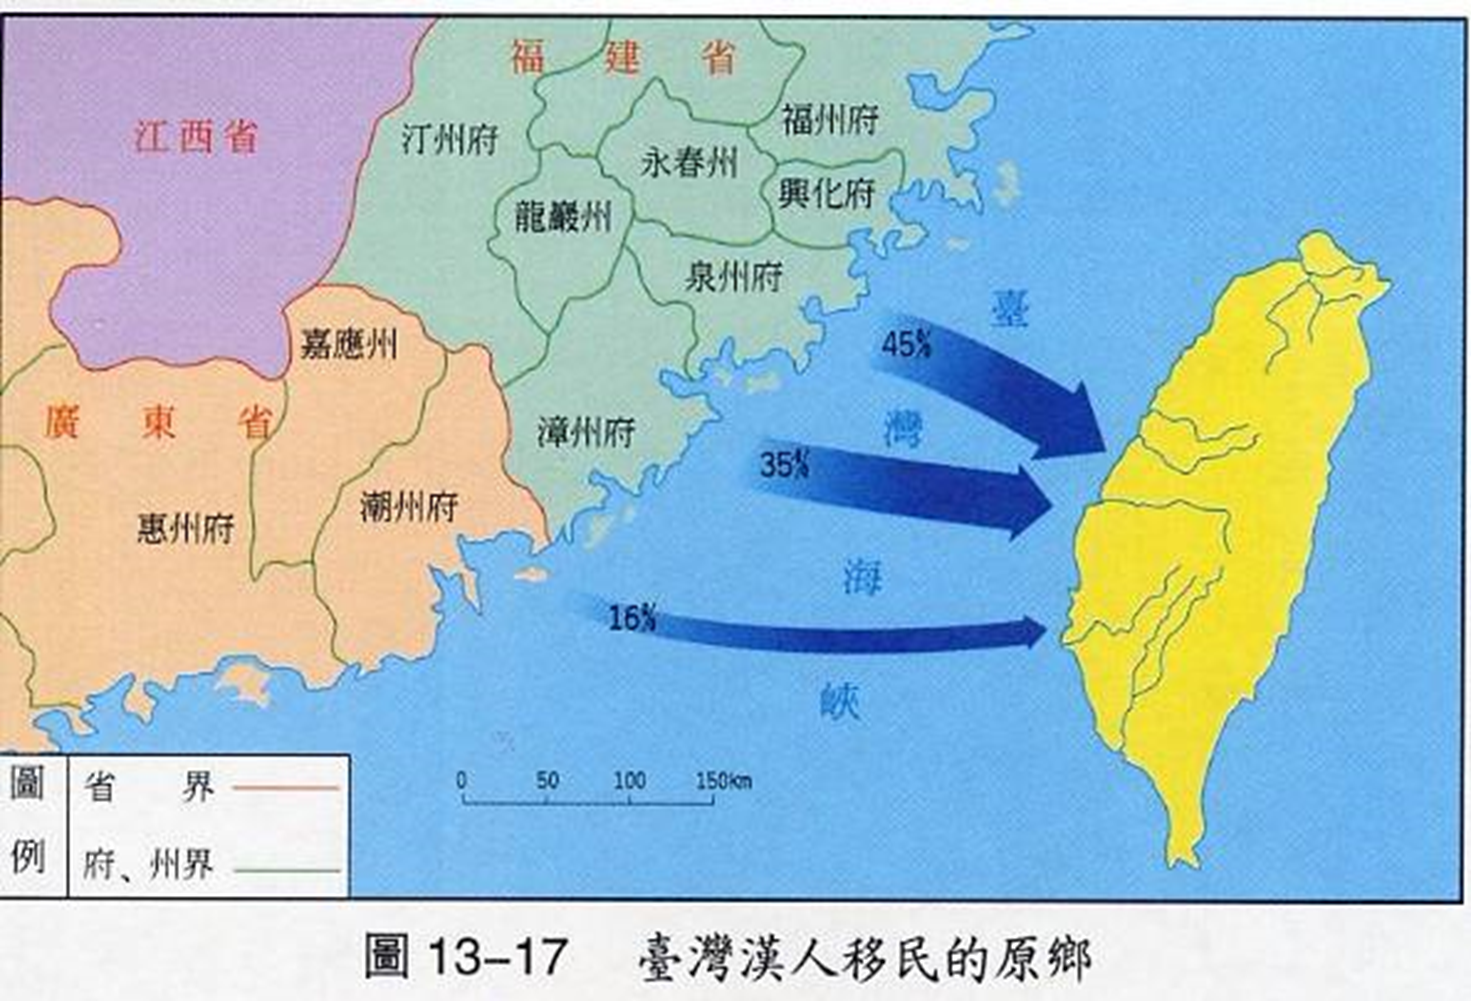 福建省
江西省
汀州府
福州府
永春州
興化府
龍巖州
泉州府
嘉應州
廣東省
漳州府
惠州府
潮州府
臺灣海峽
45%
35%
16%
0 50 100 150km
圖例
省界
府、州界
圖 13-17 臺灣漢人移民的原鄉